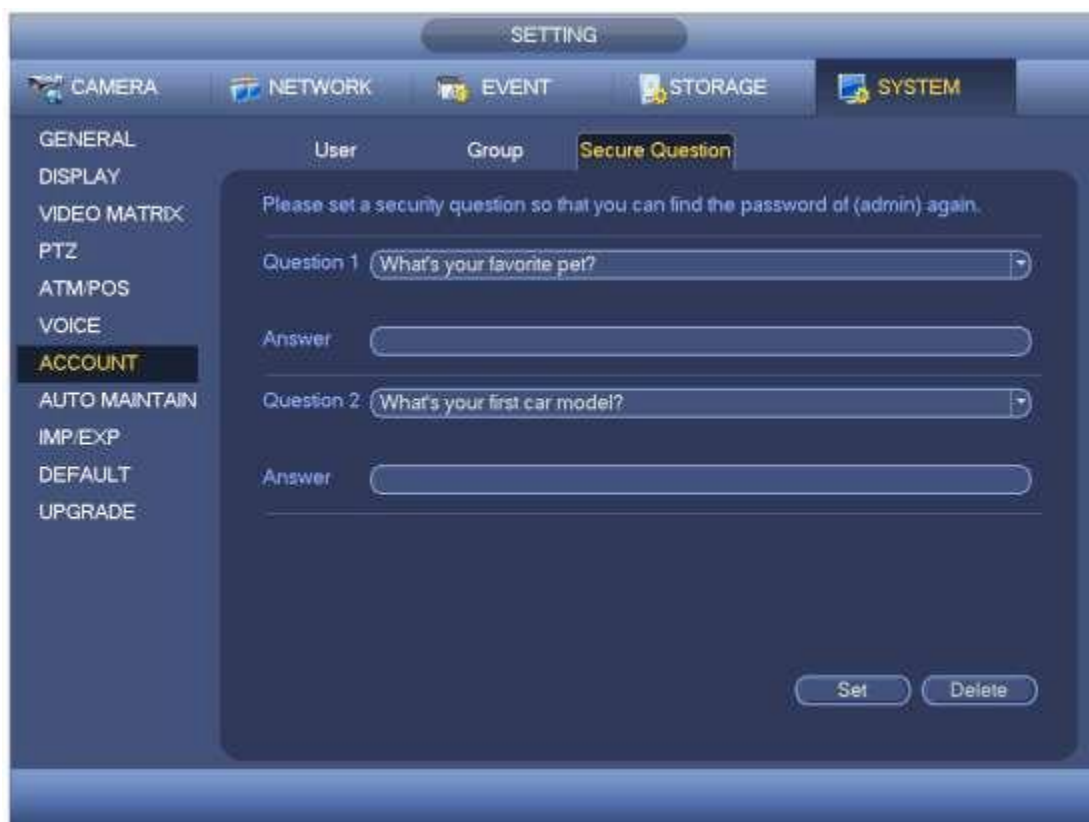 SETTING
CAMERA NETWORK EVENT STORAGE SYSTEM
GENERAL
DISPLAY
VIDEO MATRIX
PTZ
ATM/POS
VOICE
ACCOUNT
AUTO MAINTAIN
IMP/EXP
DEFAULT
UPGRADE
User Group Secure Question
Please set a security question so that you can find the password of (admin) again.
Question 1 What's your favorite pet?
Answer
Question 2 What's your first car model?
Answer
Set Delete